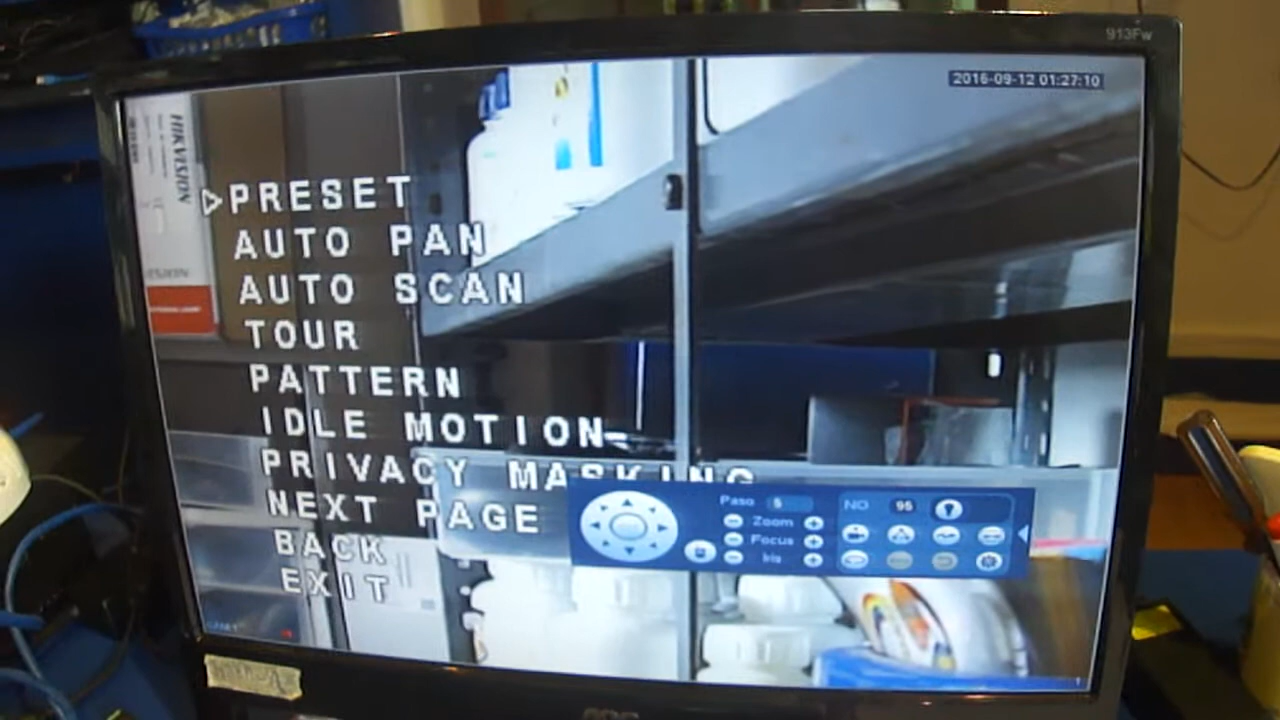 913Fw
2016-09-12 01:27:10
HIKVISION
PRESET
AUTO PAN
AUTO SCAN
TOUR
PATTERN
IDLE MOTION
PRIVACY MASKING
NEXT PAGE
BACK
EXIT
Paso 5
Zoom
Focus
Iris
NO 95
AOC